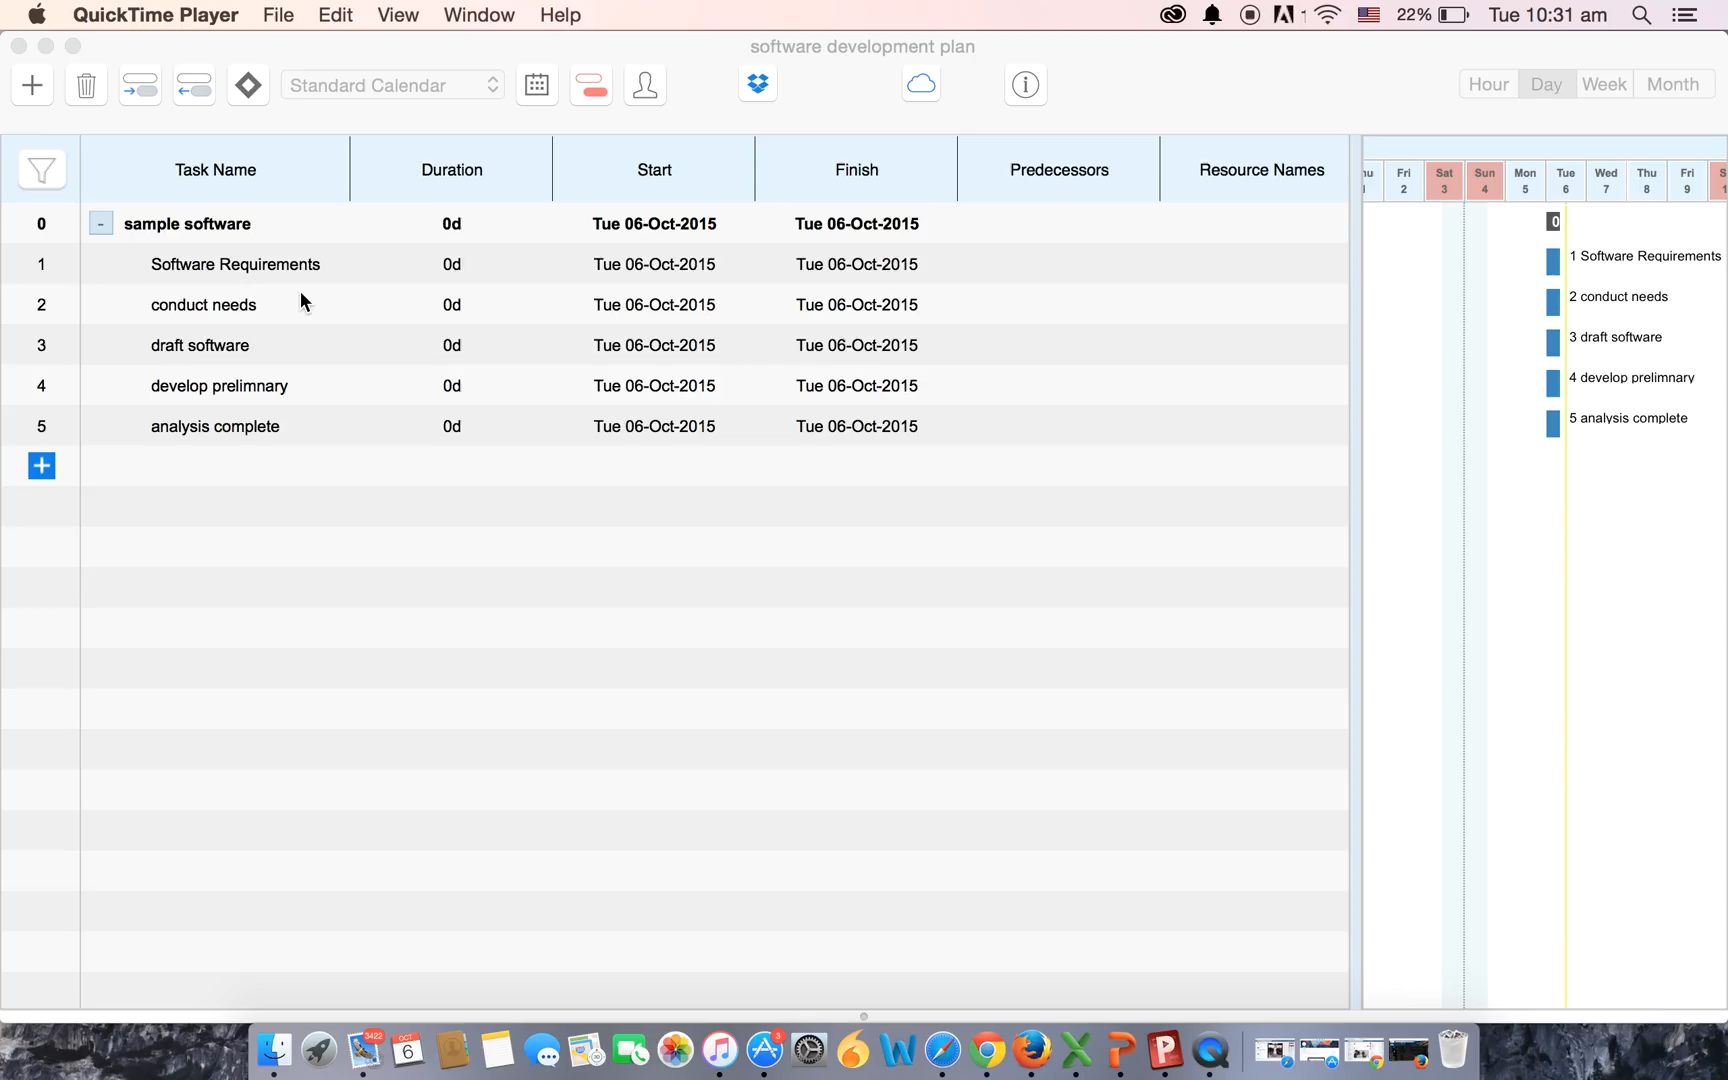 QuickTime Player File Edit View Window Help 22% Tue 10:31 am
software development plan
Standard Calendar Hour Day Week Month
Task Name Duration Start Finish Predecessors Resource Names
Fri Sat Sun Mon Tue Wed Thu Fri
2 3 4 5 6 7 8 9
0 - sample software 0d Tue 06-Oct-2015 Tue 06-Oct-2015 0
1 Software Requirements 0d Tue 06-Oct-2015 Tue 06-Oct-2015 1 Software Requirements
2 conduct needs 0d Tue 06-Oct-2015 Tue 06-Oct-2015 2 conduct needs
3 draft software 0d Tue 06-Oct-2015 Tue 06-Oct-2015 3 draft software
4 develop prelimnary 0d Tue 06-Oct-2015 Tue 06-Oct-2015 4 develop prelimnary
5 analysis complete 0d Tue 06-Oct-2015 Tue 06-Oct-2015 5 analysis complete
3422 OCT 6 3